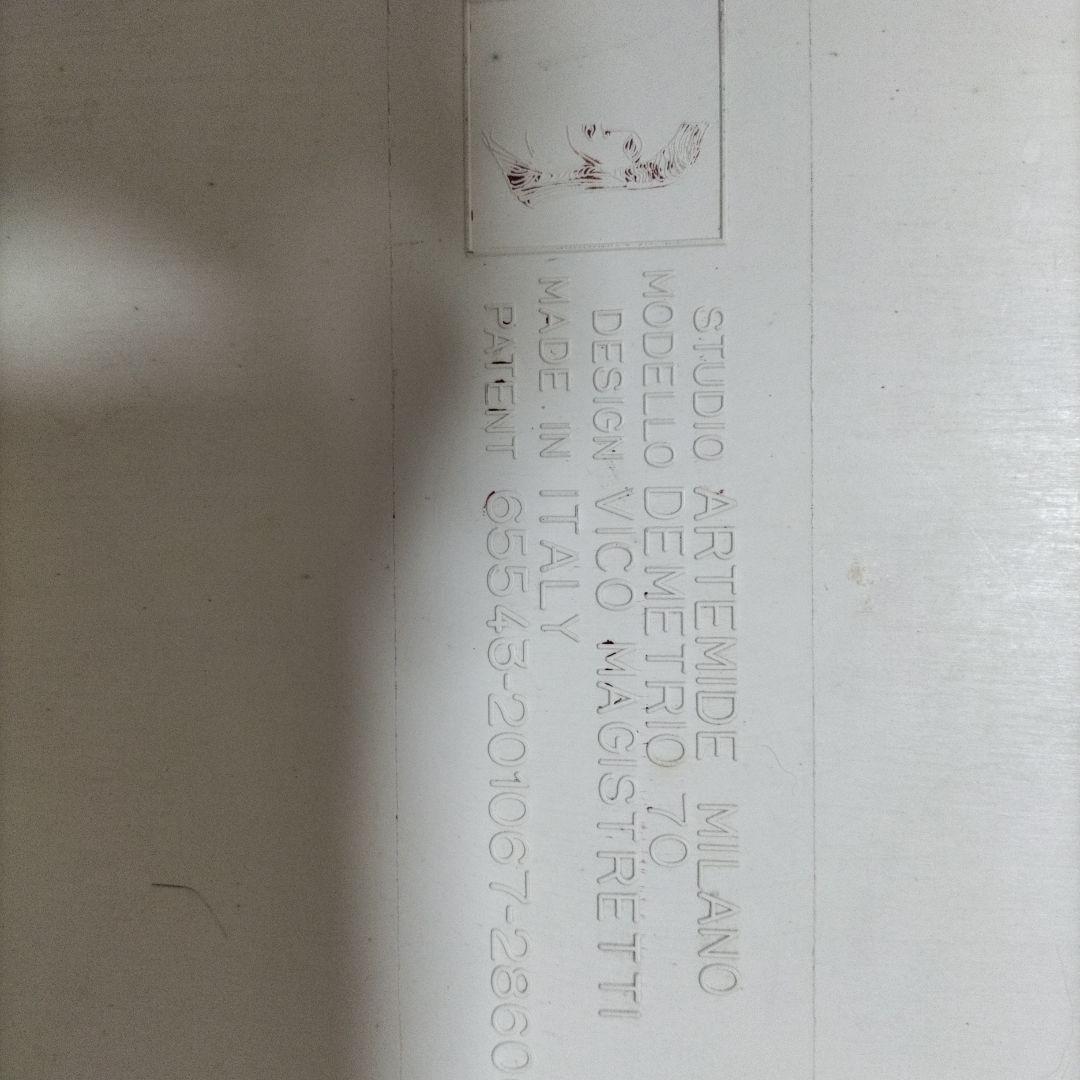 STUDIO ARTEMIDE MILANO
MODELLO DEMETRIO 70
DESIGN VICO MAGISTRETTI
MADE IN ITALY
PATENT 65543-201067-2860